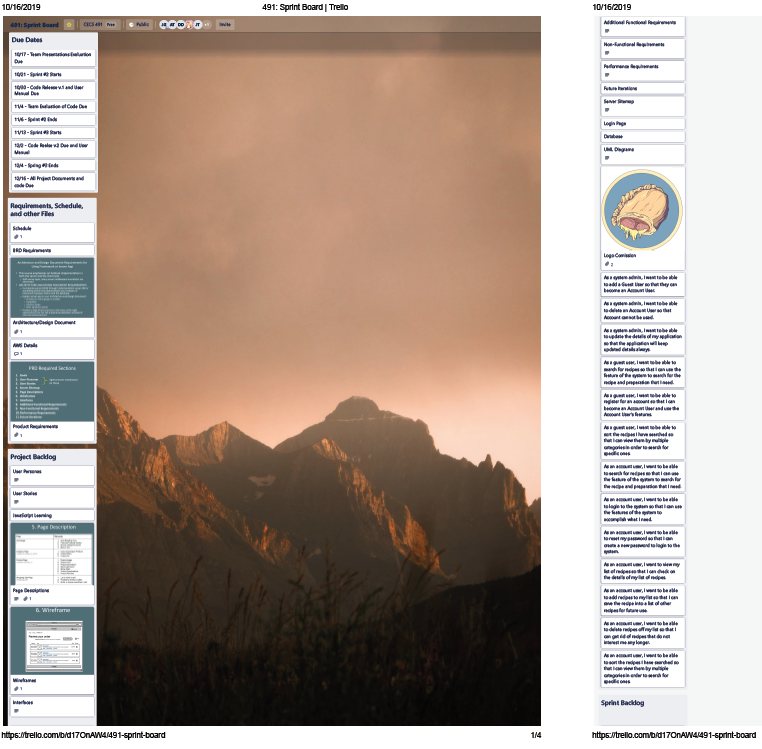 10/16/2019
491: Sprint Board | Trello
10/16/2019
491: Sprint Board
CECS 491
Free
Public
JE
AT
DD
JT
Invite
Due Dates
10/17 - Team Presentations Evaluation
Due
10/21 - Sprint #2 Starts
10/30 - Code Release v.1 and User
Manual Due
11/4 - Team Evaluation of Code Due
11/6 - Sprint #2 Ends
11/13 - Sprint #3 Starts
12/2 - Code Realse v.2 Due and User
Manual
12/4 - Spring #3 Ends
12/16 - All Project Documents and
code Due
Requirements, Schedule,
and other Files
Schedule
1
BRD Requirements
Architecture/Design Document
1
AWS Details
1
PRD Required Sections
Product Requirements
1
Project Backlog
User Personas
User Stories
JavaScript Learning
5. Page Description
Page Descriptions
1
6. Wireframe
Wireframes
1
Interfaces
https://trello.com/b/d17OnAW4/491-sprint-board
1/4
Additional Functional Requirements
Non-Functional Requirements
Performance Requirements
Future Iterations
Server Sitemap
Login Page
Database
UML Diagrams
Logo Comission
2
As a system admin, I want to be able
to add a Guest User so that they can
become an Account User.
As a system admin, I want to be able
to delete an Account User so that
Account cannot be used.
As a system admin, I want to be able
to update the details of my application
so that the application will keep
updated details always.
As a guest user, I want to be able to
search for recipes so that I can use the
feature of the system to search for the
recipe and preparation that I need.
As a guest user, I want to be able to
register for an account so that I can
become an Account User and use the
Account User's features.
As a guest user, I want to be able to
sort the recipes I have searched so
that I can view them by multiple
categories in order to search for
specific ones
As an account user, I want to be able
to search for recipes so that I can use
the feature of the system to search for
the recipe and preparation that I need.
As an account user, I want to be able
to login to the system so that I can use
the features of the system to
accomplish what I need.
As an account user, I want to be able
to reset my password so that I can
create a new password to login to the
system.
As an account user, I want to view my
list of recipes so that I can check on
the details of my list of recipes.
As an account user, I want to be able
to add recipes to my list so that I can
save the recipe into a list of other
recipes for future use.
As an account user, I want to be able
to delete recipes off my list so that I
can get rid of recipes that do not
interest me any longer.
As an account user, I want to be able
to sort the recipes I have searched so
that I can view them by multiple
categories in order to search for
specific ones.
Sprint Backlog
https://trello.com/b/d17OnAW4/491-sprint-board